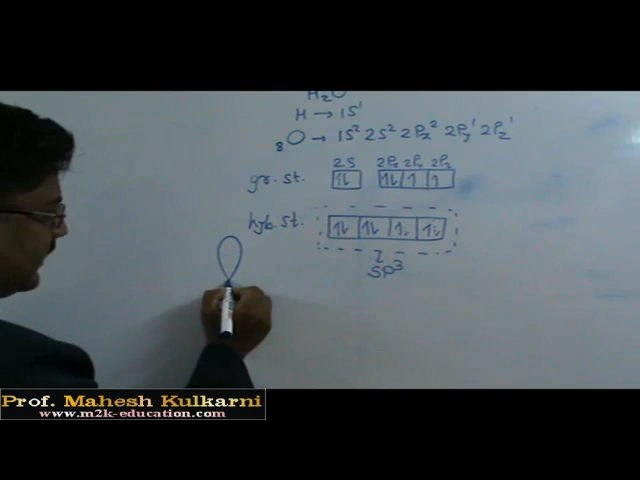 H₂O
H → 1S¹
₈O → 1S² 2S² 2Px² 2Py¹ 2Pz¹
2S 2Px 2Py 2Pz
gr. st. ↿⇂ ↿⇂ ↿ ↿
hyb. st. ↿⇂ ↿⇂ ↿⇂ ↿⇂
SP³
Prof. Mahesh Kulkarni
www.m2k-education.com